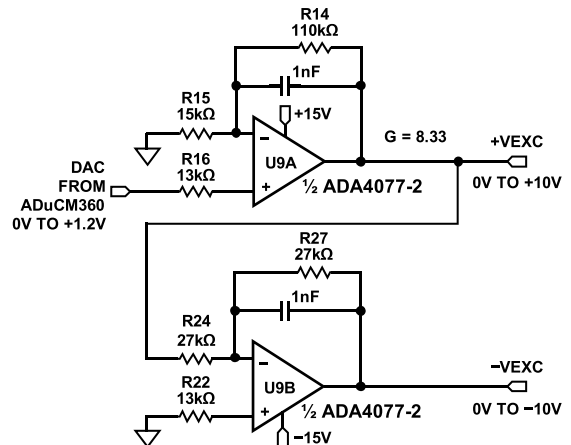 R14
110kΩ
1nF
R15
15kΩ
+15V
G = 8.33
+VEXC
−
U9A
+
DAC
FROM
ADuCM360
0V TO +1.2V
R16
13kΩ
½ ADA4077-2
0V TO +10V
R27
27kΩ
1nF
R24
27kΩ
−
U9B
+
−VEXC
R22
13kΩ
½ ADA4077-2
0V TO −10V
−15V